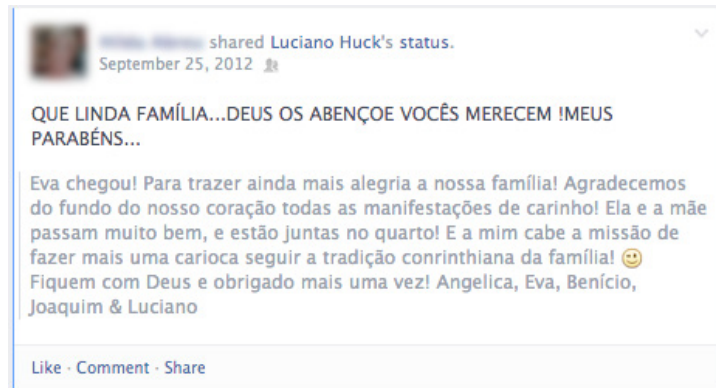 shared Luciano Huck's status.
September 25, 2012
QUE LINDA FAMÍLIA...DEUS OS ABENÇOE VOCÊS MERECEM !MEUS
PARABÉNS...
Eva chegou! Para trazer ainda mais alegria a nossa família! Agradecemos
do fundo do nosso coração todas as manifestações de carinho! Ela e a mãe
passam muito bem, e estão juntas no quarto! E a mim cabe a missão de
fazer mais uma carioca seguir a tradição conrinthiana da família!
Fiquem com Deus e obrigado mais uma vez! Angelica, Eva, Benício,
Joaquim & Luciano
Like · Comment · Share